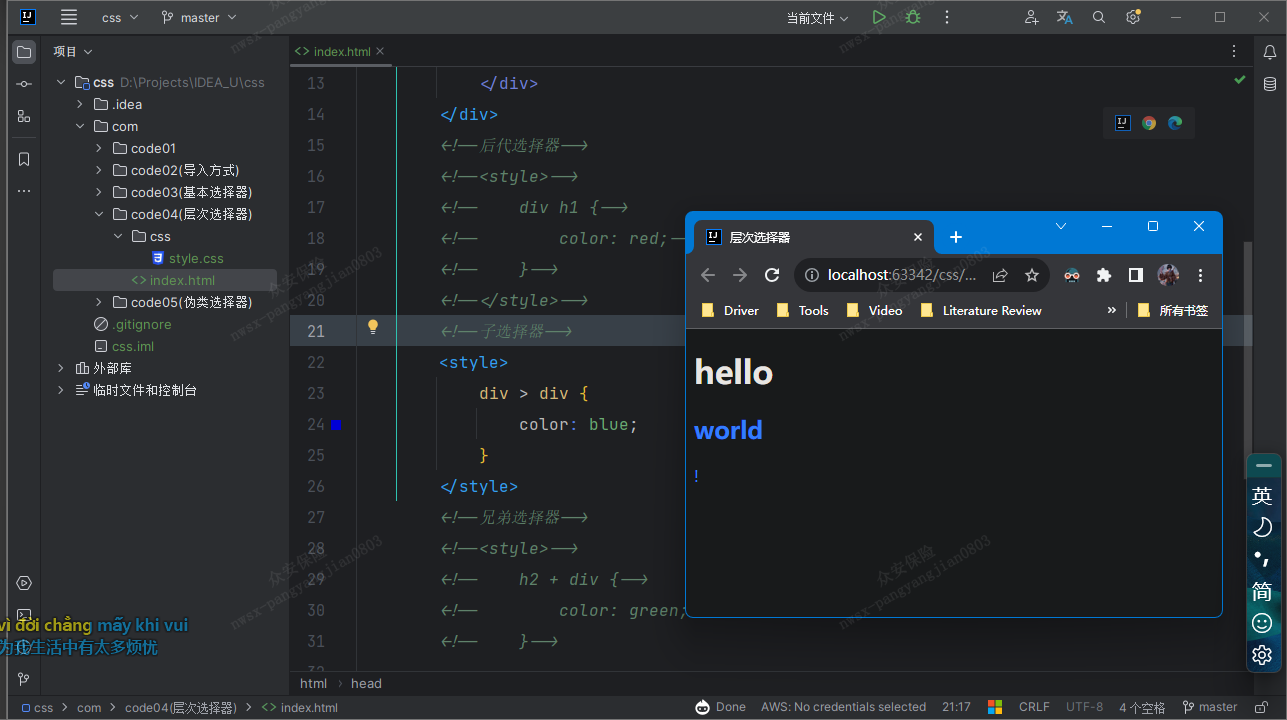 css
master
当前文件
项目
index.html
css D:\Projects\IDEA_U\css
.idea
com
code01
code02(导入方式)
code03(基本选择器)
code04(层次选择器)
css
style.css
index.html
code05(伪类选择器)
.gitignore
css.iml
外部库
临时文件和控制台
13 </div>
14 </div>
15 <!--后代选择器-->
16 <!--<style>-->
17 <!-- div h1 {-->
18 <!-- color: red;-
19 <!-- }-->
20 <!--</style>-->
21 <!--子选择器-->
22 <style>
23 div > div {
24 color: blue;
25 }
26 </style>
27 <!--兄弟选择器-->
28 <!--<style>-->
29 <!-- h2 + div {-->
30 <!-- color: green;
31 <!-- }-->
32
层次选择器
localhost:63342/css/...
Driver Tools Video Literature Review » 所有书签
hello
world
!
英
简
vì đời chẳng mấy khi vui
为我生活中有太多烦忧
html › head
css > com > code04(层次选择器) > index.html
Done AWS: No credentials selected 21:17 CRLF UTF-8 4 个空格 master
众安保险
nwsx-pangyangjian0803